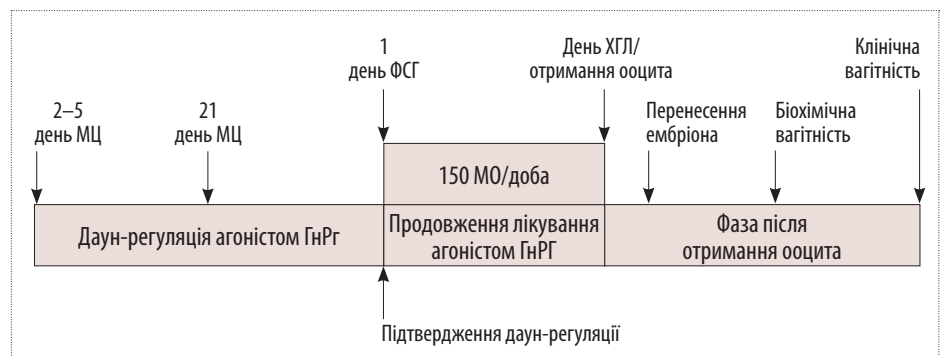 1
день ФСГ
День ХГЛ/
отримання ооцита
Клінічна
вагітність
2–5
день МЦ
21
день МЦ
Перенесення
ембріона
Біохімічна
вагітність
150 МО/доба
Даун-регуляція агоністом ГнРг
Продовження лікування
агоністом ГнРГ
Фаза після
отримання ооцита
Підтвердження даун-регуляції